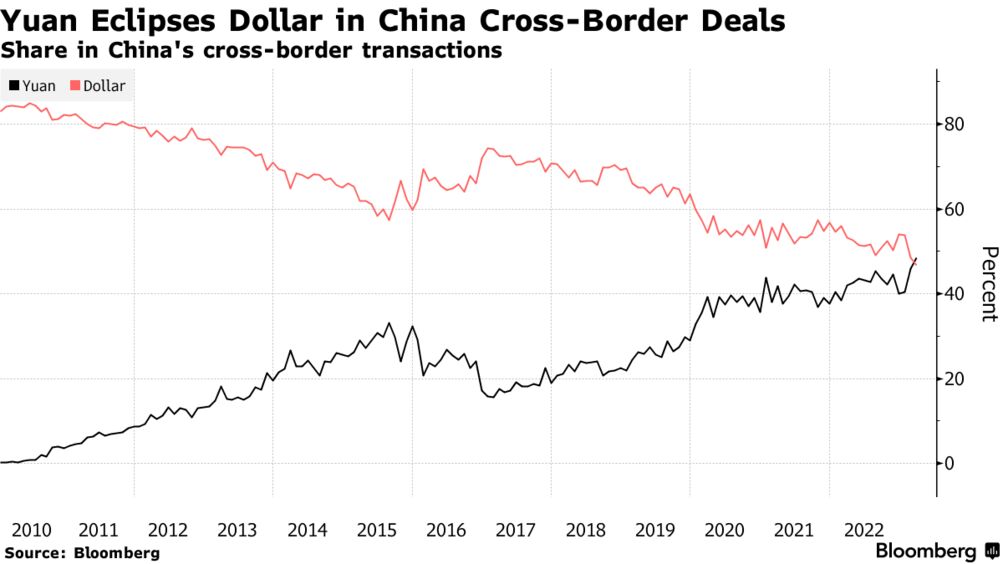 Yuan Eclipses Dollar in China Cross-Border Deals
Share in China's cross-border transactions
Yuan Dollar
80
60
40
20
0
Percent
2010 2011 2012 2013 2014 2015 2016 2017 2018 2019 2020 2021 2022
Source: Bloomberg
Bloomberg